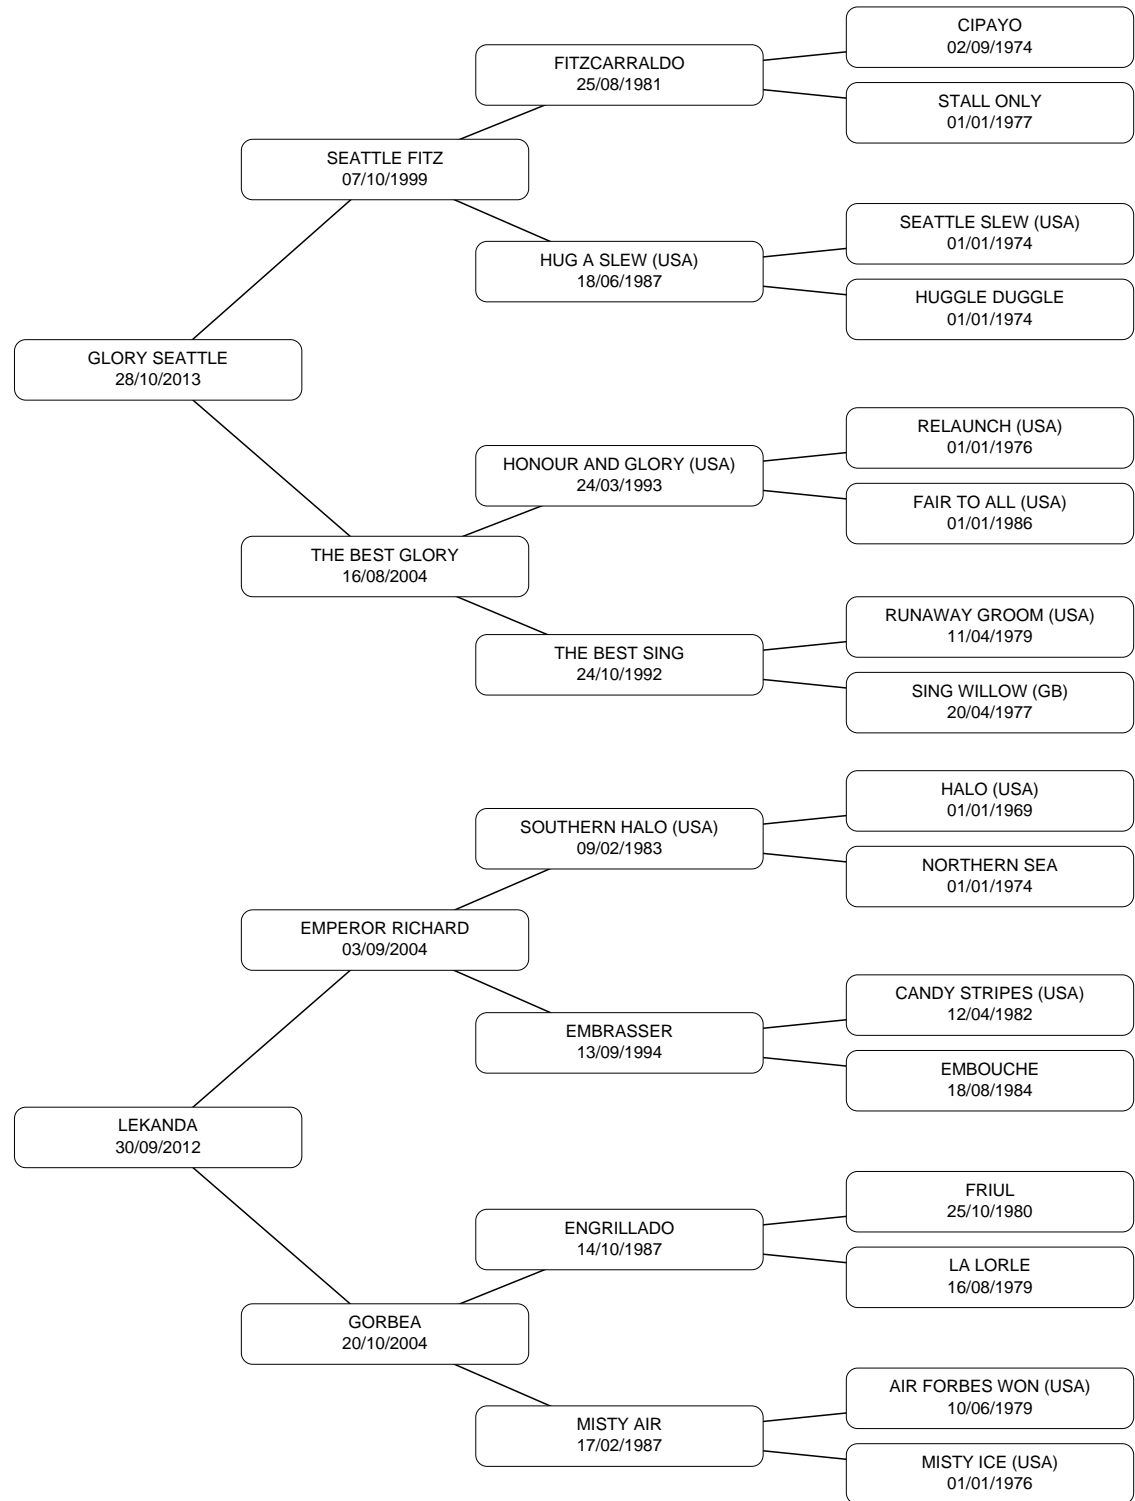 CIPAYO
02/09/1974
FITZCARRALDO
25/08/1981
STALL ONLY
01/01/1977
SEATTLE FITZ
07/10/1999
SEATTLE SLEW (USA)
01/01/1974
HUG A SLEW (USA)
18/06/1987
HUGGLE DUGGLE
01/01/1974
GLORY SEATTLE
28/10/2013
RELAUNCH (USA)
01/01/1976
HONOUR AND GLORY (USA)
24/03/1993
FAIR TO ALL (USA)
01/01/1986
THE BEST GLORY
16/08/2004
RUNAWAY GROOM (USA)
11/04/1979
THE BEST SING
24/10/1992
SING WILLOW (GB)
20/04/1977
HALO (USA)
01/01/1969
SOUTHERN HALO (USA)
09/02/1983
NORTHERN SEA
01/01/1974
EMPEROR RICHARD
03/09/2004
CANDY STRIPES (USA)
12/04/1982
EMBRASSER
13/09/1994
EMBOUCHE
18/08/1984
LEKANDA
30/09/2012
FRIUL
25/10/1980
ENGRILLADO
14/10/1987
LA LORLE
16/08/1979
GORBEA
20/10/2004
AIR FORBES WON (USA)
10/06/1979
MISTY AIR
17/02/1987
MISTY ICE (USA)
01/01/1976